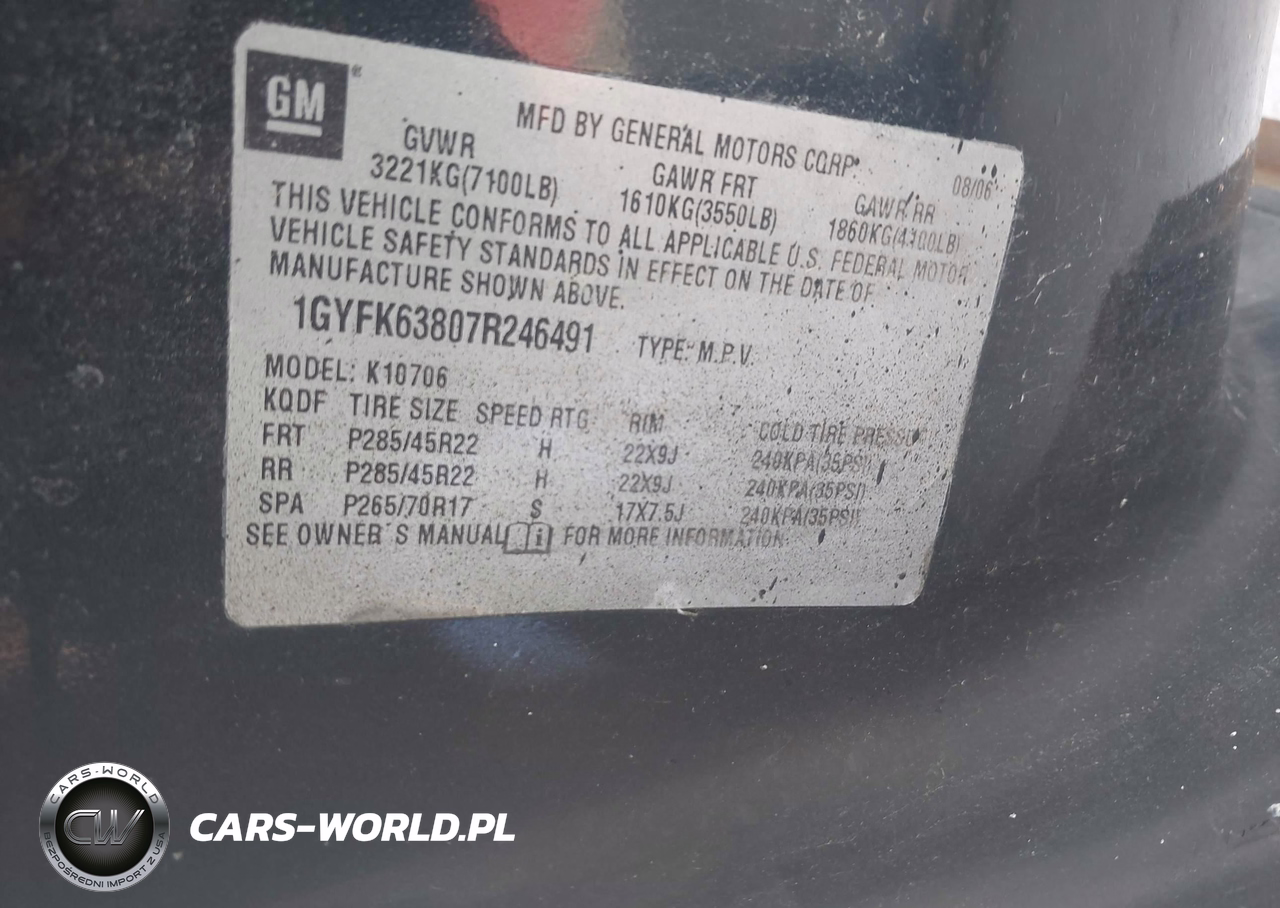 GM®
MFD BY GENERAL MOTORS CORP.
08/06
GVWR GAWR FRT GAWR RR
3221KG(7100LB) 1610KG(3550LB) 1860KG(4100LB)
THIS VEHICLE CONFORMS TO ALL APPLICABLE U.S. FEDERAL MOTOR
VEHICLE SAFETY STANDARDS IN EFFECT ON THE DATE OF
MANUFACTURE SHOWN ABOVE.
1GYFK63807R246491 TYPE: M.P.V.
MODEL: K10706
KQDF TIRE SIZE SPEED RTG RIM COLD TIRE PRESSURE
FRT P285/45R22 H 22X9J 240KPA(35PSI)
RR P285/45R22 H 22X9J 240KPA(35PSI)
SPA P265/70R17 S 17X7.5J 240KPA(35PSI)
SEE OWNER'S MANUAL i FOR MORE INFORMATION
CARS-WORLD
CW
BEZPOŚREDNI IMPORT Z USA
CARS-WORLD.PL